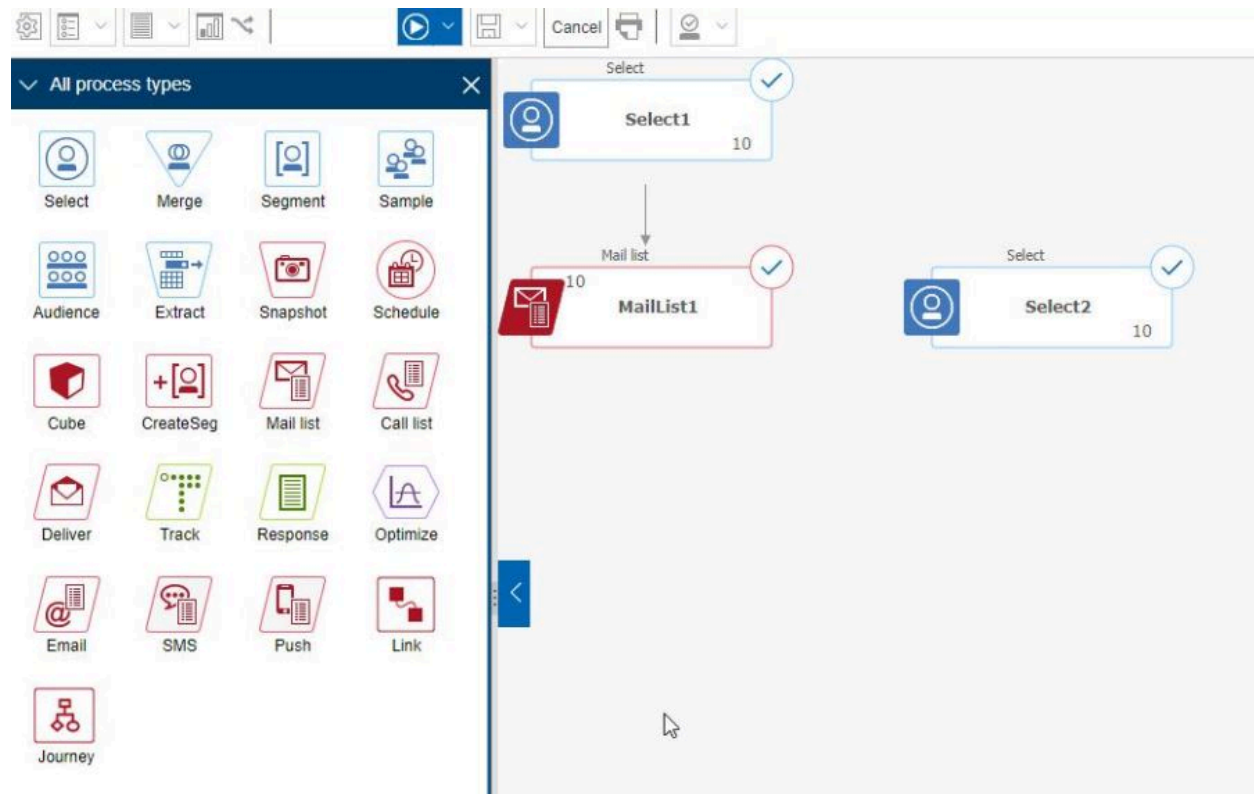 Cancel
All process types
Select
Merge
Segment
Sample
Audience
Extract
Snapshot
Schedule
Cube
CreateSeg
Mail list
Call list
Deliver
Track
Response
Optimize
Email
SMS
Push
Link
Journey
Select
Select1
10
Mail list
10
MailList1
Select
Select2
10